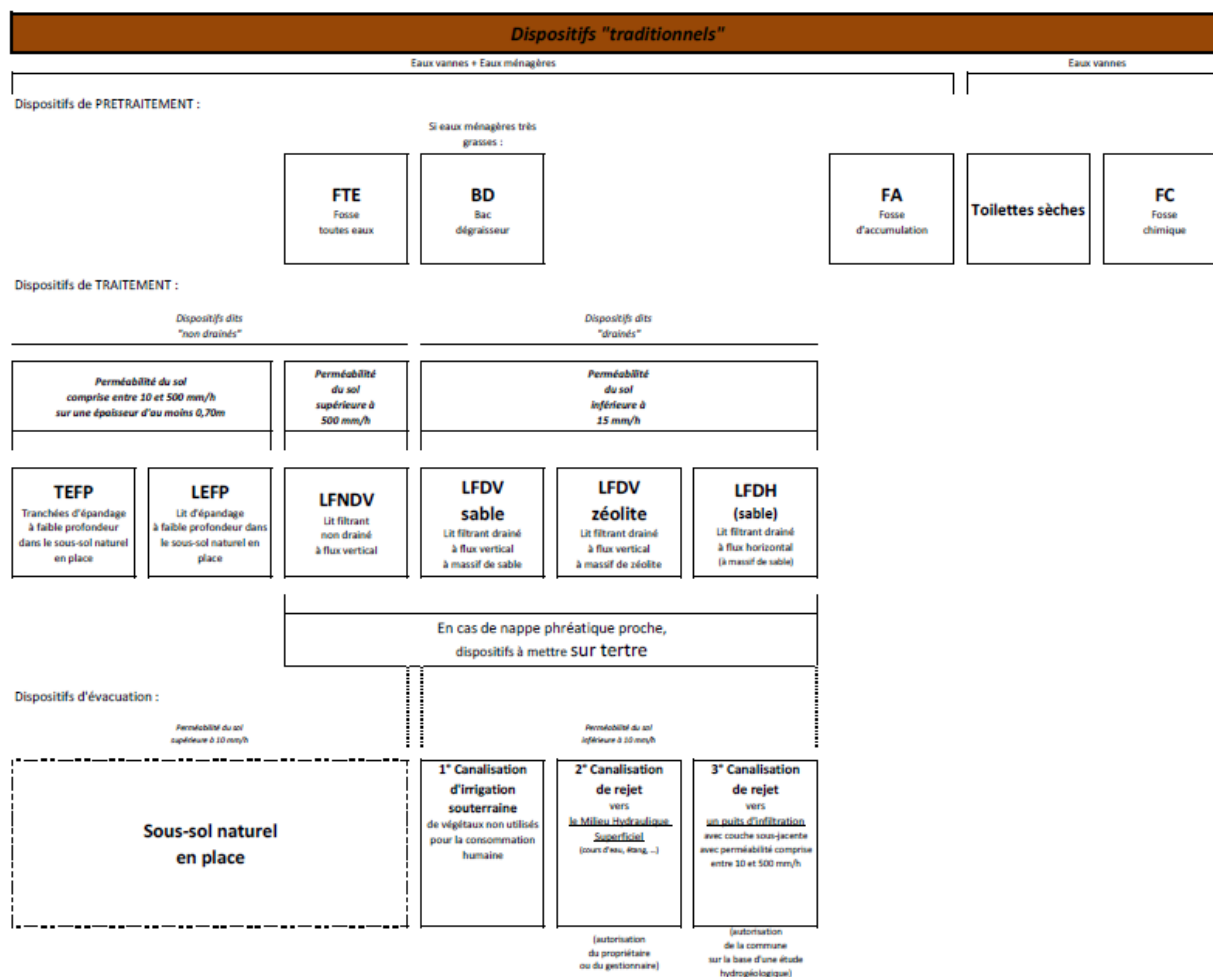 Dispositifs "traditionnels"
Eaux vannes + Eaux ménagères
Eaux vannes
Dispositifs de PRETRAITEMENT :
Si eaux ménagères très
grasses :
FTE
Fosse
toutes eaux
BD
Bac
dégraisseur
FA
Fosse
d'accumulation
Toilettes sèches
FC
Fosse
chimique
Dispositifs de TRAITEMENT :
Dispositifs dits
"non drainés"
Dispositifs dits
"drainés"
Perméabilité du sol
comprise entre 10 et 500 mm/h
sur une épaisseur d'au moins 0,70m
Perméabilité
du sol
supérieure à
500 mm/h
Perméabilité
du sol
inférieure à
15 mm/h
TEFP
Tranchées d'épandage
à faible profondeur
dans le sous-sol naturel
en place
LEFP
Lit d'épandage
à faible profondeur dans
le sous-sol naturel en
place
LFNDV
Lit filtrant
non drainé
à flux vertical
LFDV
sable
Lit filtrant drainé
à flux vertical
à massif de sable
LFDV
zéolite
Lit filtrant drainé
à flux vertical
à massif de zéolite
LFDH
(sable)
Lit filtrant drainé
à flux horizontal
(à massif de sable)
En cas de nappe phréatique proche,
dispositifs à mettre sur tertre
Dispositifs d'évacuation :
Perméabilité du sol
supérieure à 10 mm/h
Perméabilité du sol
inférieure à 10 mm/h
Sous-sol naturel
en place
1° Canalisation
d'irrigation
souterraine
de végétaux non utilisés
pour la consommation
humaine
2° Canalisation
de rejet
vers
le Milieu Hydraulique
Superficiel
(cours d'eau, étang, ...)
3° Canalisation
de rejet
vers
un puits d'infiltration
avec couche sous-jacente
avec perméabilité comprise
entre 10 et 500 mm/h
(autorisation
du propriétaire
ou du gestionnaire)
(autorisation
de la commune
sur la base d'une étude
hydrogéologique)